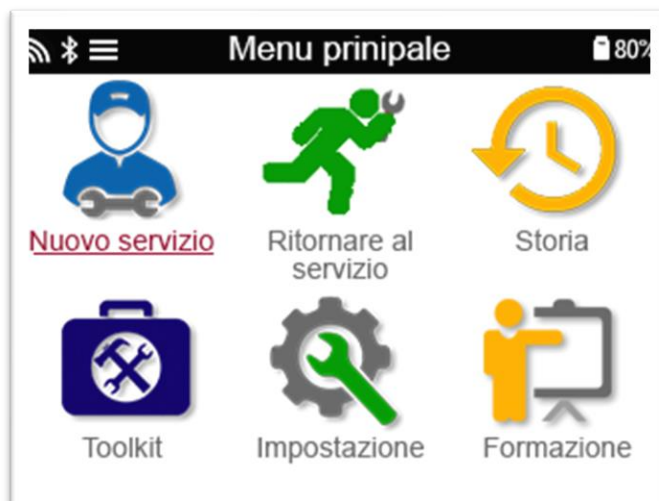 Menu prinipale 80%
Nuovo servizio
Ritornare al
servizio
Storia
Toolkit
Impostazione
Formazione